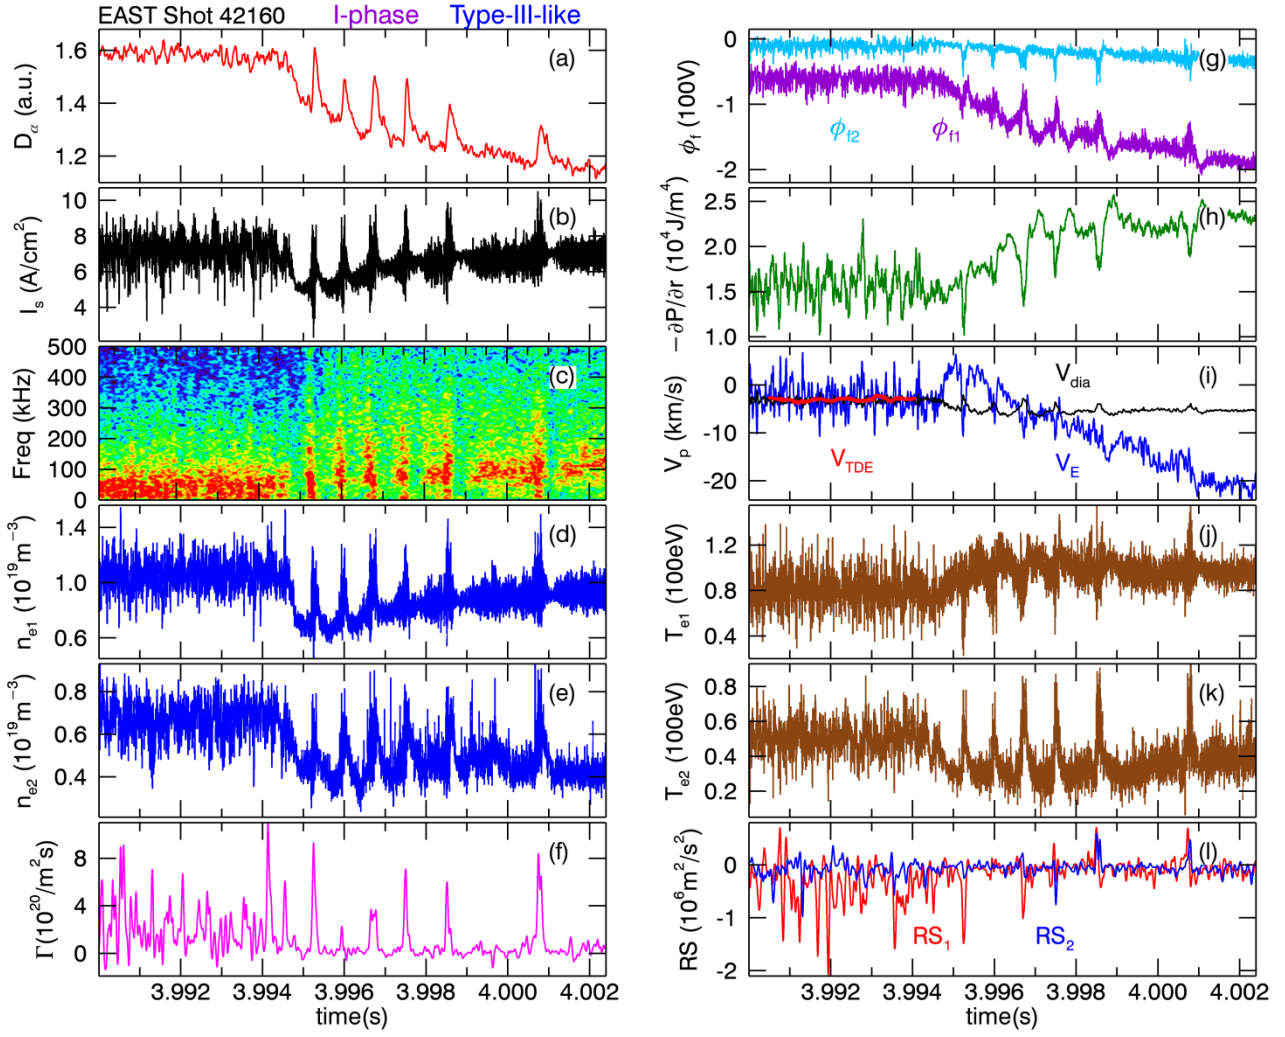 EAST Shot 42160 I-phase Type-III-like
1.6
1.4
1.2
Dα (a.u.)
(a)
10
8
6
4
Is (A/cm²)
(b)
500
400
300
200
100
0
Freq (kHz)
(c)
1.4
1.0
0.6
ne1 (10¹⁹m⁻³)
(d)
0.8
0.6
0.4
ne2 (10¹⁹m⁻³)
(e)
8
4
0
Γ(10²⁰/m²s)
(f)
3.992 3.994 3.996 3.998 4.000 4.002
time(s)
0
-1
-2
ϕf (100V)
(g)
ϕf2 ϕf1
2.5
2.0
1.5
1.0
−∂P/∂r (10⁴J/m⁴)
(h)
0
-10
-20
Vp (km/s)
(i)
Vdia
VTDE VE
1.2
0.8
0.4
Te1 (100eV)
(j)
0.8
0.6
0.4
0.2
Te2 (100eV)
(k)
0
-1
-2
RS (10⁶m²/s²)
(l)
RS₁ RS₂
3.992 3.994 3.996 3.998 4.000 4.002
time(s)